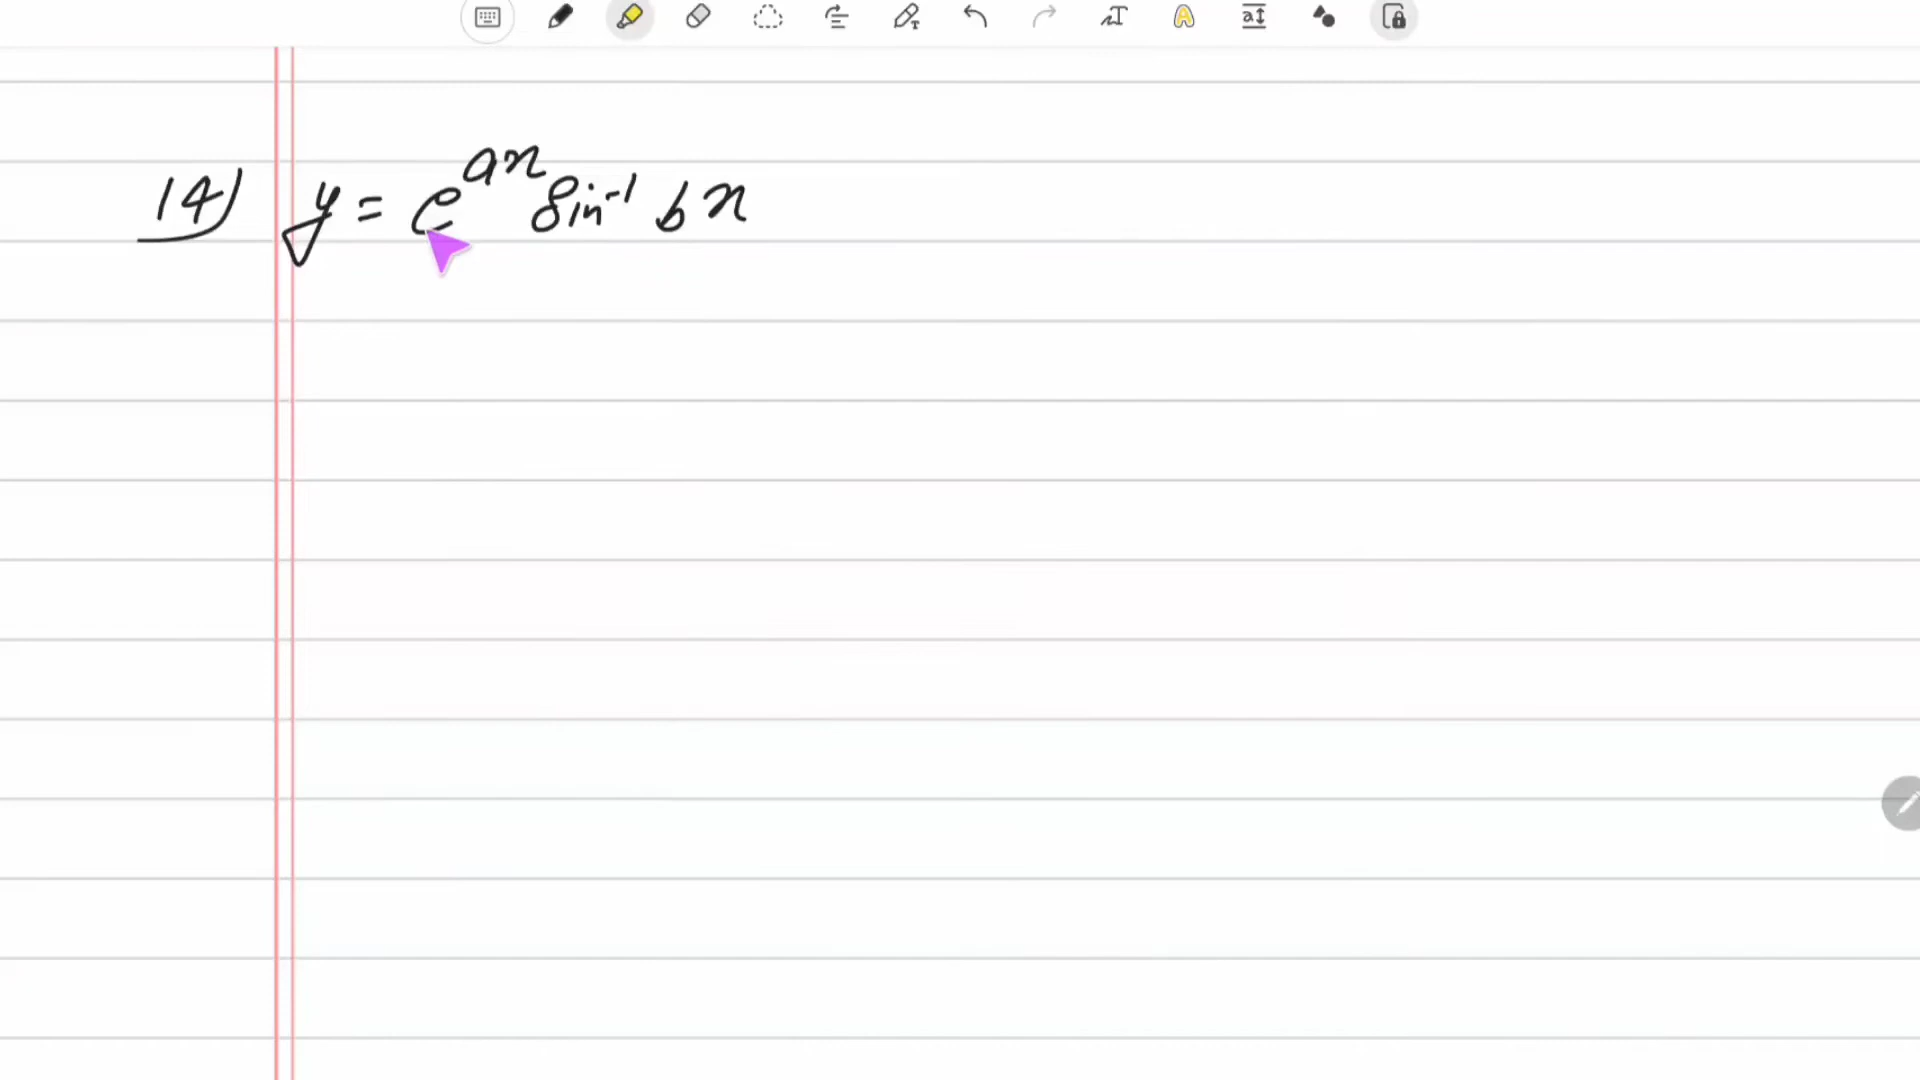 14) y = e^{ax} sin^{-1} bx